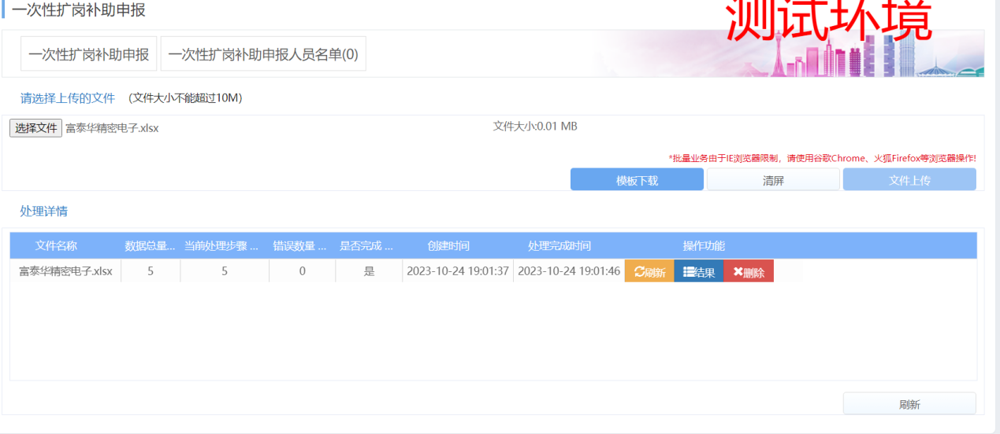 一次性扩岗补助申报
测试环境
一次性扩岗补助申报 一次性扩岗补助申报人员名单(0)
请选择上传的文件 (文件大小不能超过10M)
选择文件 富泰华精密电子.xlsx 文件大小:0.01 MB
*批量业务由于IE浏览器限制，请使用谷歌Chrome、火狐Firefox等浏览器操作!
模板下载 清屏 文件上传
处理详情
文件名称 数据总量... 当前处理步骤 ... 错误数量 ... 是否完成 ... 创建时间 处理完成时间 操作功能
富泰华精密电子.xlsx 5 5 0 是 2023-10-24 19:01:37 2023-10-24 19:01:46 刷新 结果 删除
刷新